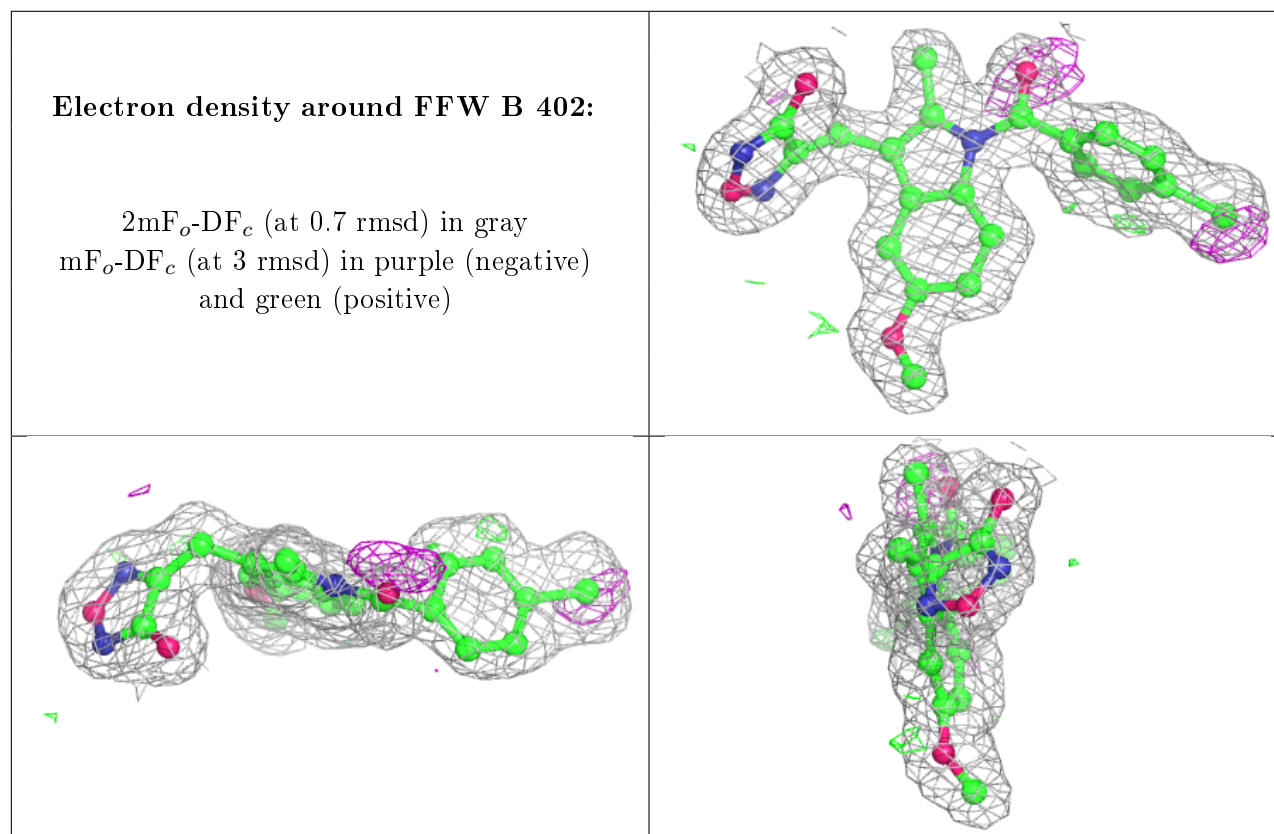 Electron density around FFW B 402:
2mFo-DFc (at 0.7 rmsd) in gray
mFo-DFc (at 3 rmsd) in purple (negative)
and green (positive)